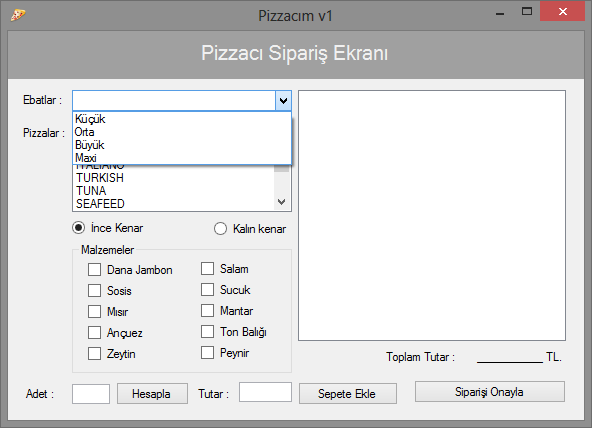 Pizzacım v1
Pizzacı Sipariş Ekranı
Ebatlar :
Küçük
Orta
Büyük
Maxi
Pizzalar :
ITALIANO
TURKISH
TUNA
SEAFEED
İnce Kenar
Kalın kenar
Malzemeler
Dana Jambon
Salam
Sosis
Sucuk
Mısır
Mantar
Ançuez
Ton Balığı
Zeytin
Peynir
Toplam Tutar : ___________ TL.
Adet :
Hesapla
Tutar :
Sepete Ekle
Siparişi Onayla